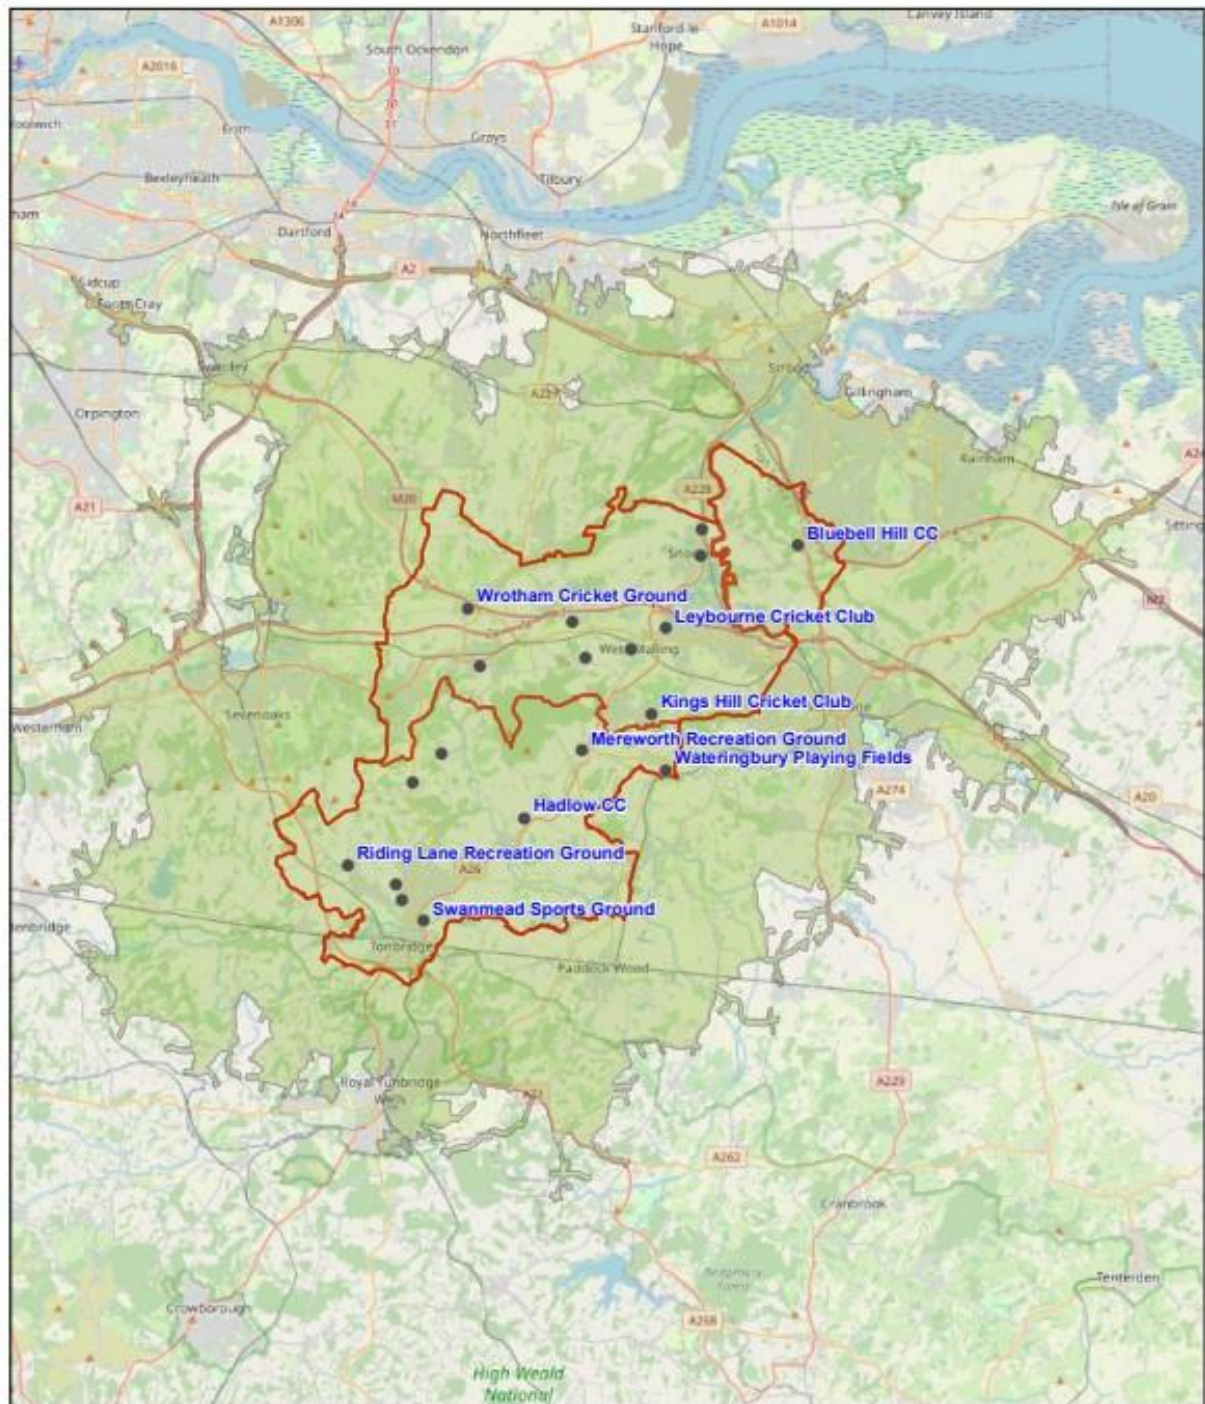 A1306
A1014
Canvey Island
South Ockendon
Stanford-le
Hope
A2016
Woolwich
Erith
Grays
Bexleyheath
Tilbury
Isle of Grain
Dartford
Northfleet
A2
Sidcup
Foots Cray
Swanley
Strood
A227
Gillingham
Orpington
Rainham
A21
M20
A228
Bluebell Hill CC
Wrotham Cricket Ground
Leybourne Cricket Club
West Malling
Kings Hill Cricket Club
Sevenoaks
Westerham
Mereworth Recreation Ground
Wateringbury Playing Fields
A274
A20
Hadlow CC
Riding Lane Recreation Ground
A26
Swanmead Sports Ground
Tonbridge
Paddock Wood
Royal Tunbridge
Wells
A21
A229
A262
Cranbrook
Tenterden
Crowborough
A268
High Weald
National